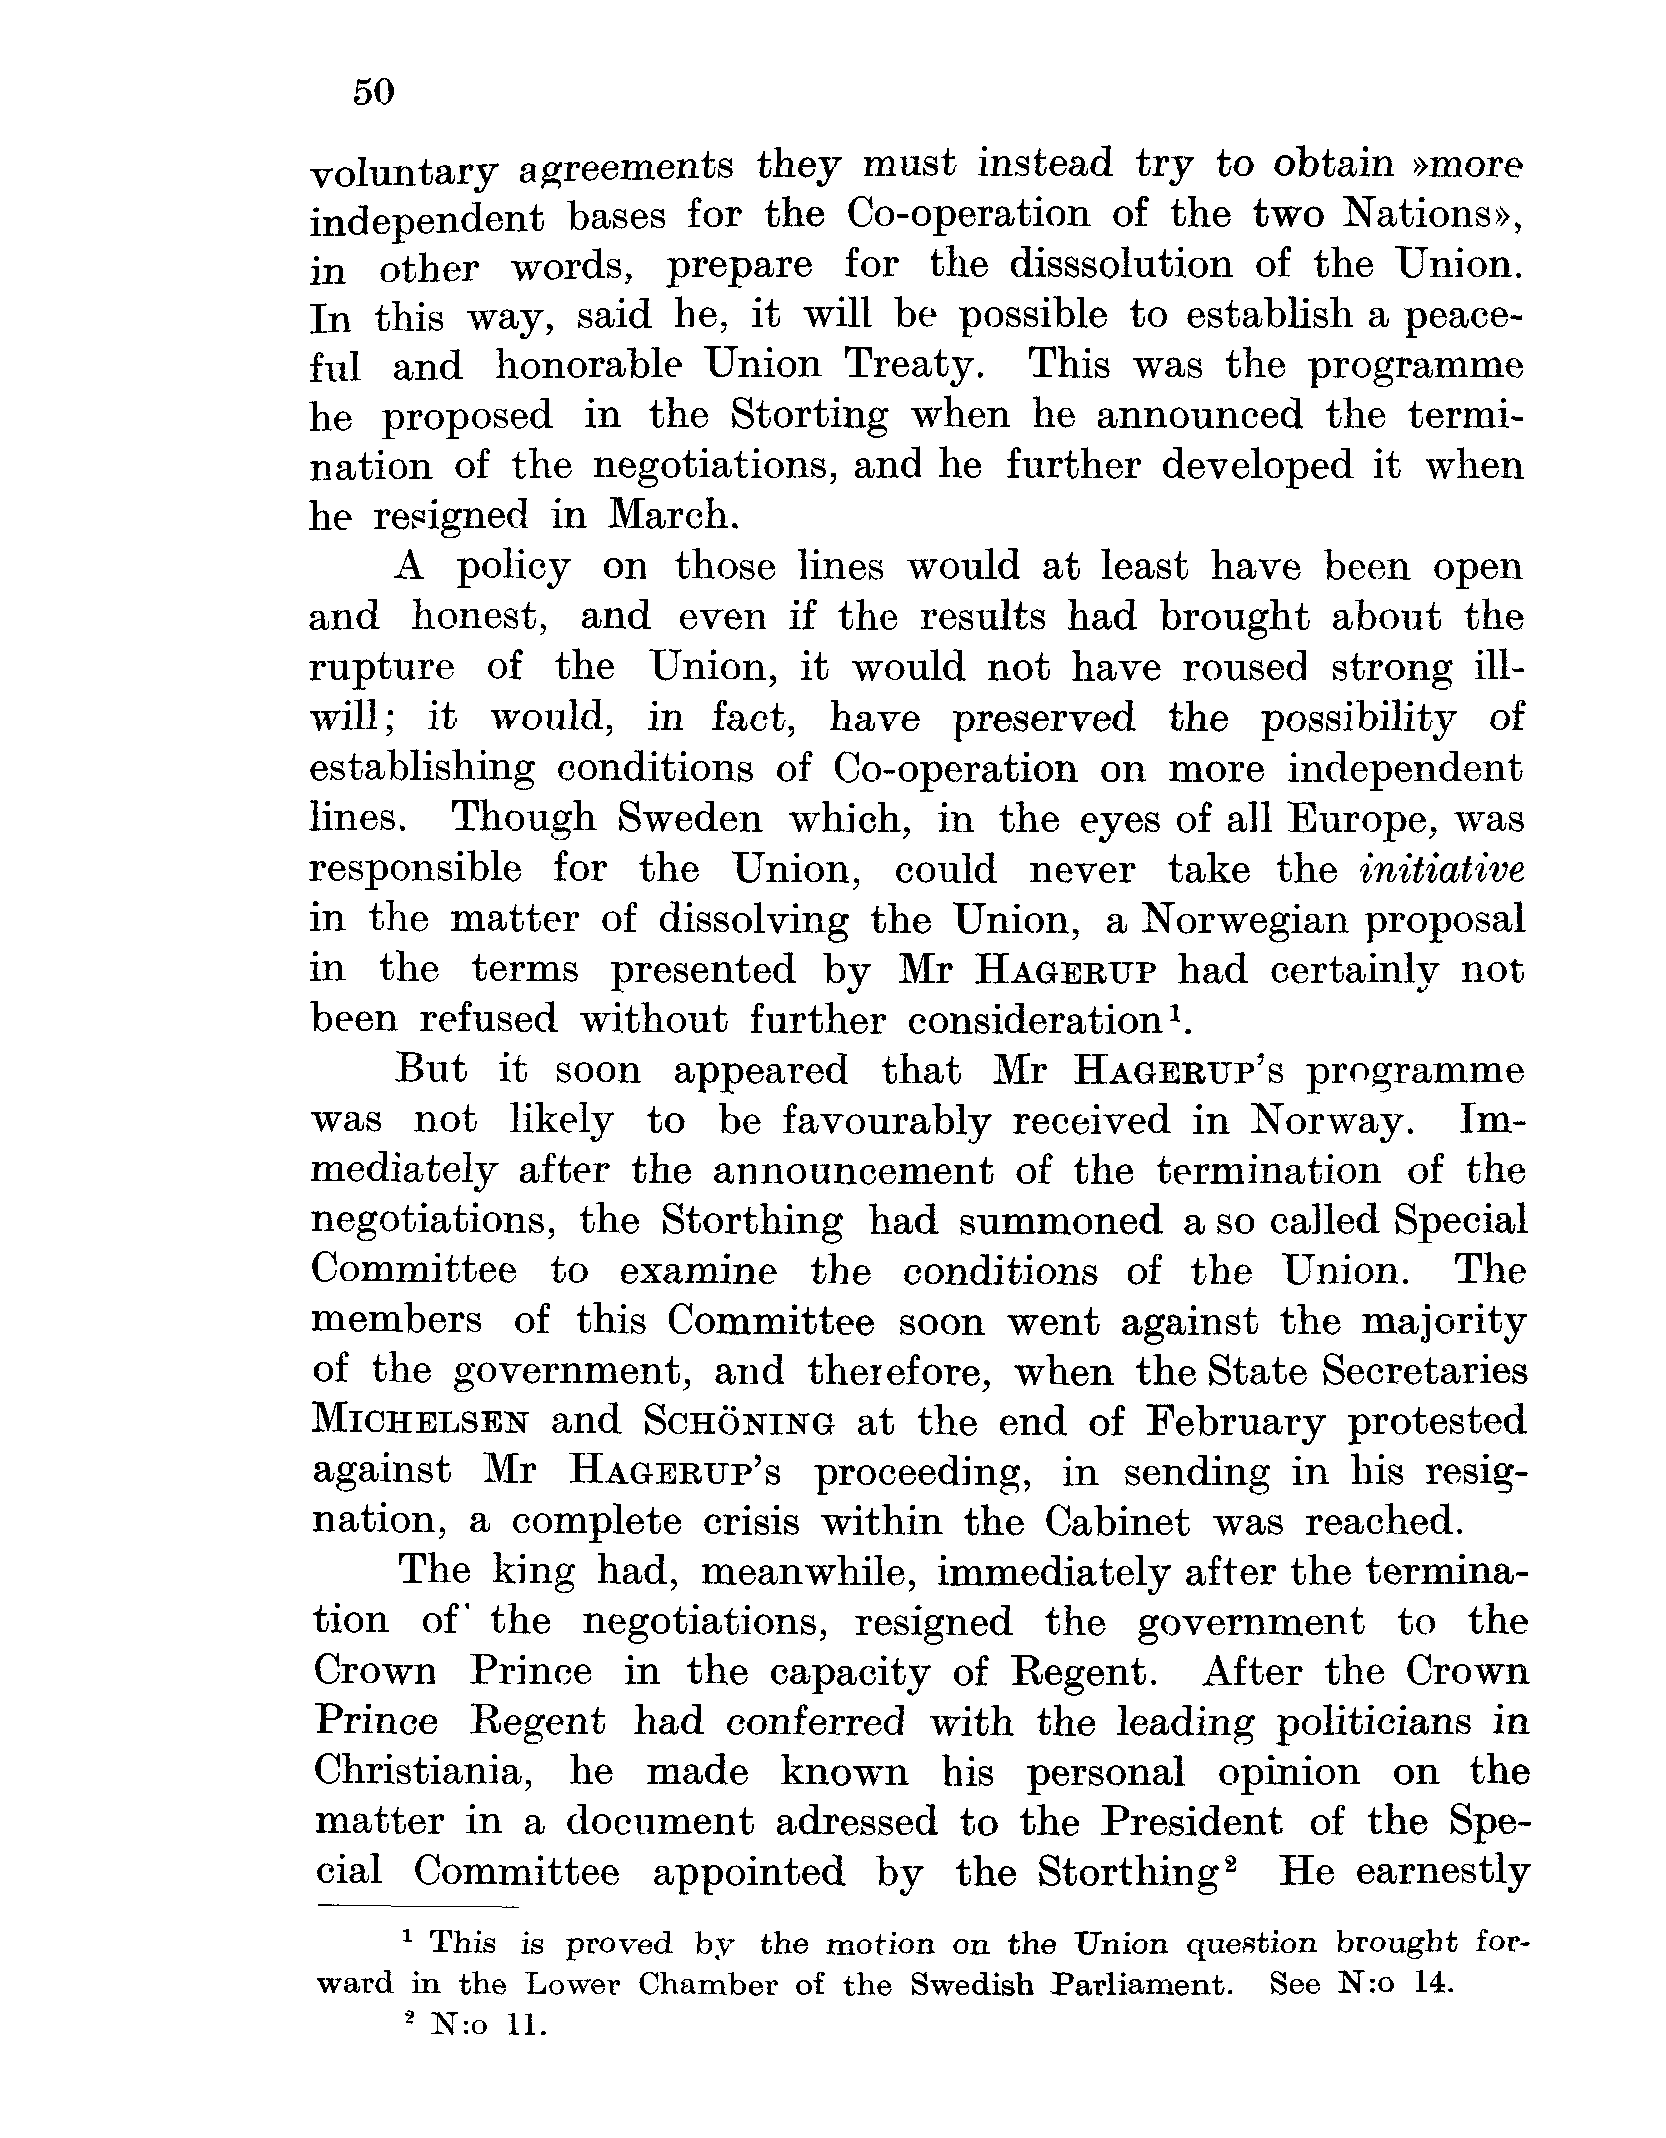 50
voluntary agreements they must instead try to obtain »more
independent bases for the Co-operation of the two Nations»,
in other words, prepare for the disssolution of the Union.
In this way, said he, it will be possible to establish a peace-
ful and honorable Union Treaty. This was the programme
he proposed in the Storting when he announced the termi-
nation of the negotiations, and he further developed it when
he resigned in March.
A policy on those lines would at least have been open
and honest, and even if the results had brought about the
rupture of the Union, it would not have roused strong ill-
will; it would, in fact, have preserved the possibility of
establishing conditions of Co-operation on more independent
lines. Though Sweden which, in the eyes of all Europe, was
responsible for the Union, could never take the initiative
in the matter of dissolving the Union, a Norwegian proposal
in the terms presented by Mr HAGERUP had certainly not
been refused without further consideration¹.
But it soon appeared that Mr HAGERUP's programme
was not likely to be favourably received in Norway. Im-
mediately after the announcement of the termination of the
negotiations, the Storthing had summoned a so called Special
Committee to examine the conditions of the Union. The
members of this Committee soon went against the majority
of the government, and therefore, when the State Secretaries
MICHELSEN and SCHÖNING at the end of February protested
against Mr HAGERUP's proceeding, in sending in his resig-
nation, a complete crisis within the Cabinet was reached.
The king had, meanwhile, immediately after the termina-
tion of the negotiations, resigned the government to the
Crown Prince in the capacity of Regent. After the Crown
Prince Regent had conferred with the leading politicians in
Christiania, he made known his personal opinion on the
matter in a document adressed to the President of the Spe-
cial Committee appointed by the Storthing² He earnestly
¹ This is proved by the motion on the Union question brought for-
ward in the Lower Chamber of the Swedish Parliament. See N:o 14.
² N:o 11.